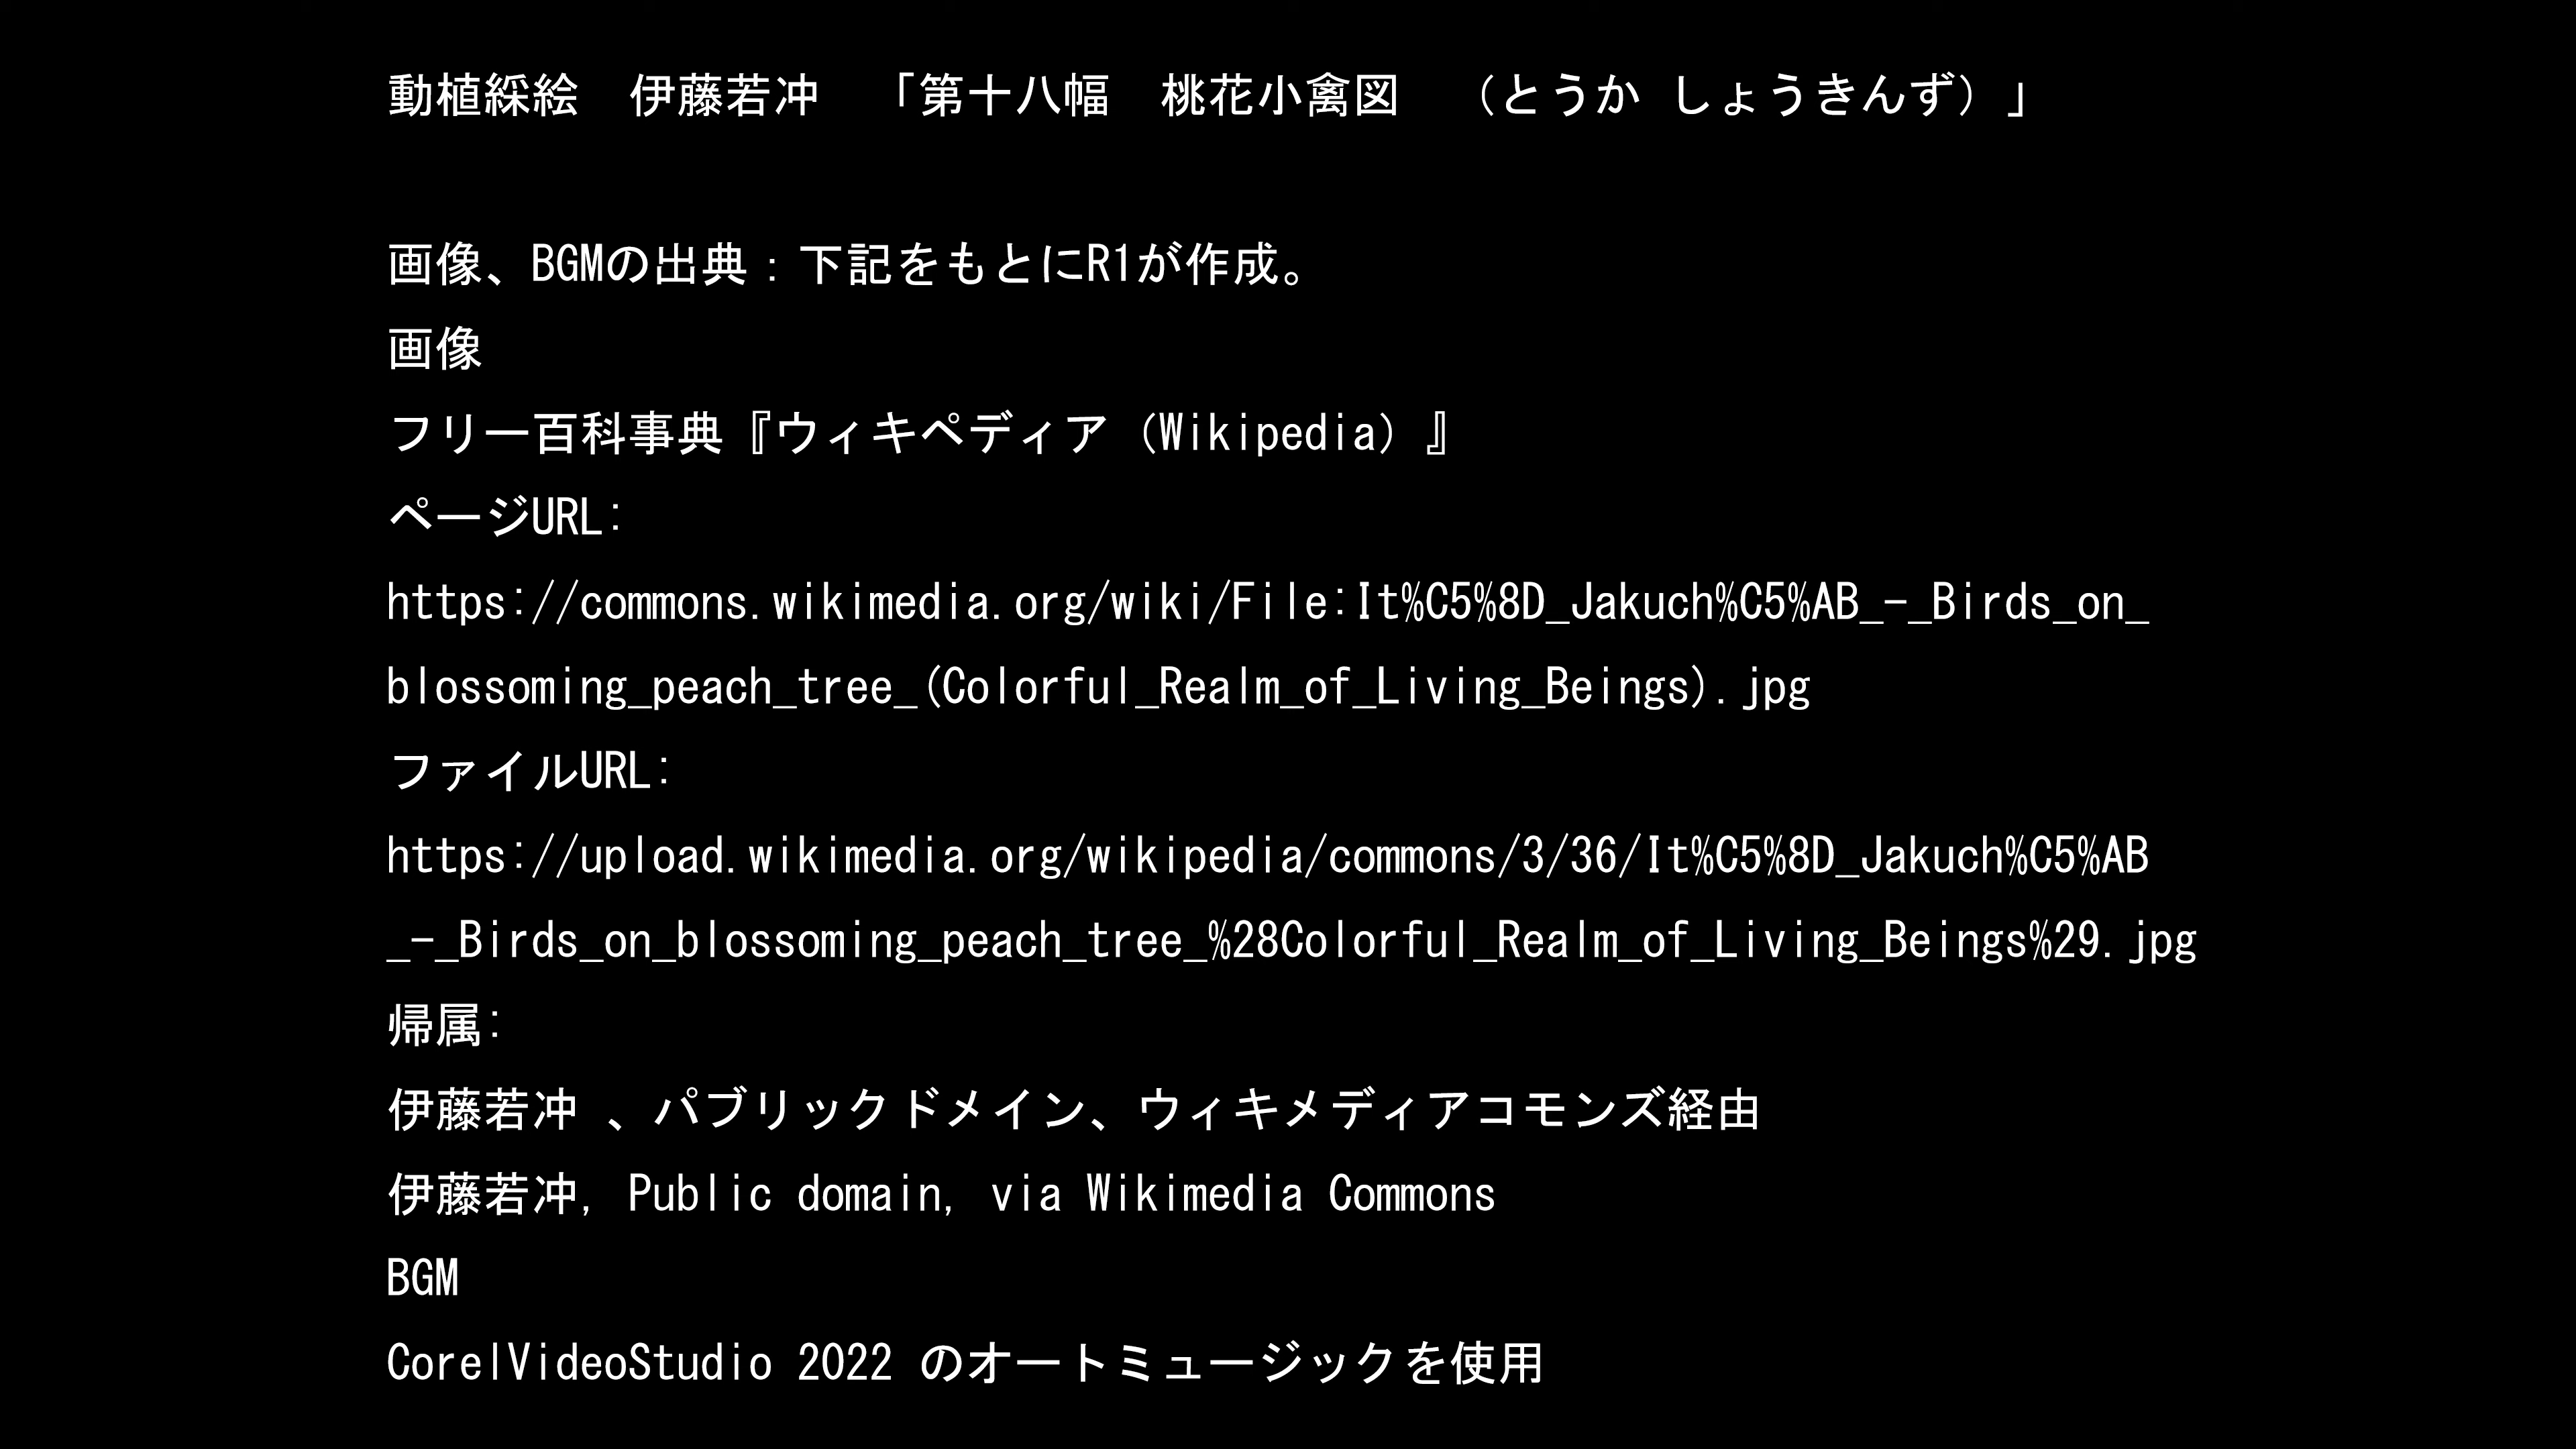 動植綵絵　伊藤若冲　「第十八幅　桃花小禽図　（とうか しょうきんず）」
画像、BGMの出典：下記をもとにR1が作成。
画像
フリー百科事典『ウィキペディア（Wikipedia）』
ページURL:
https://commons.wikimedia.org/wiki/File:It%C5%8D_Jakuch%C5%AB_-_Birds_on_
blossoming_peach_tree_(Colorful_Realm_of_Living_Beings).jpg
ファイルURL:
https://upload.wikimedia.org/wikipedia/commons/3/36/It%C5%8D_Jakuch%C5%AB
_-_Birds_on_blossoming_peach_tree_%28Colorful_Realm_of_Living_Beings%29.jpg
帰属:
伊藤若冲 、パブリックドメイン、ウィキメディアコモンズ経由
伊藤若冲, Public domain, via Wikimedia Commons
BGM
CorelVideoStudio 2022 のオートミュージックを使用